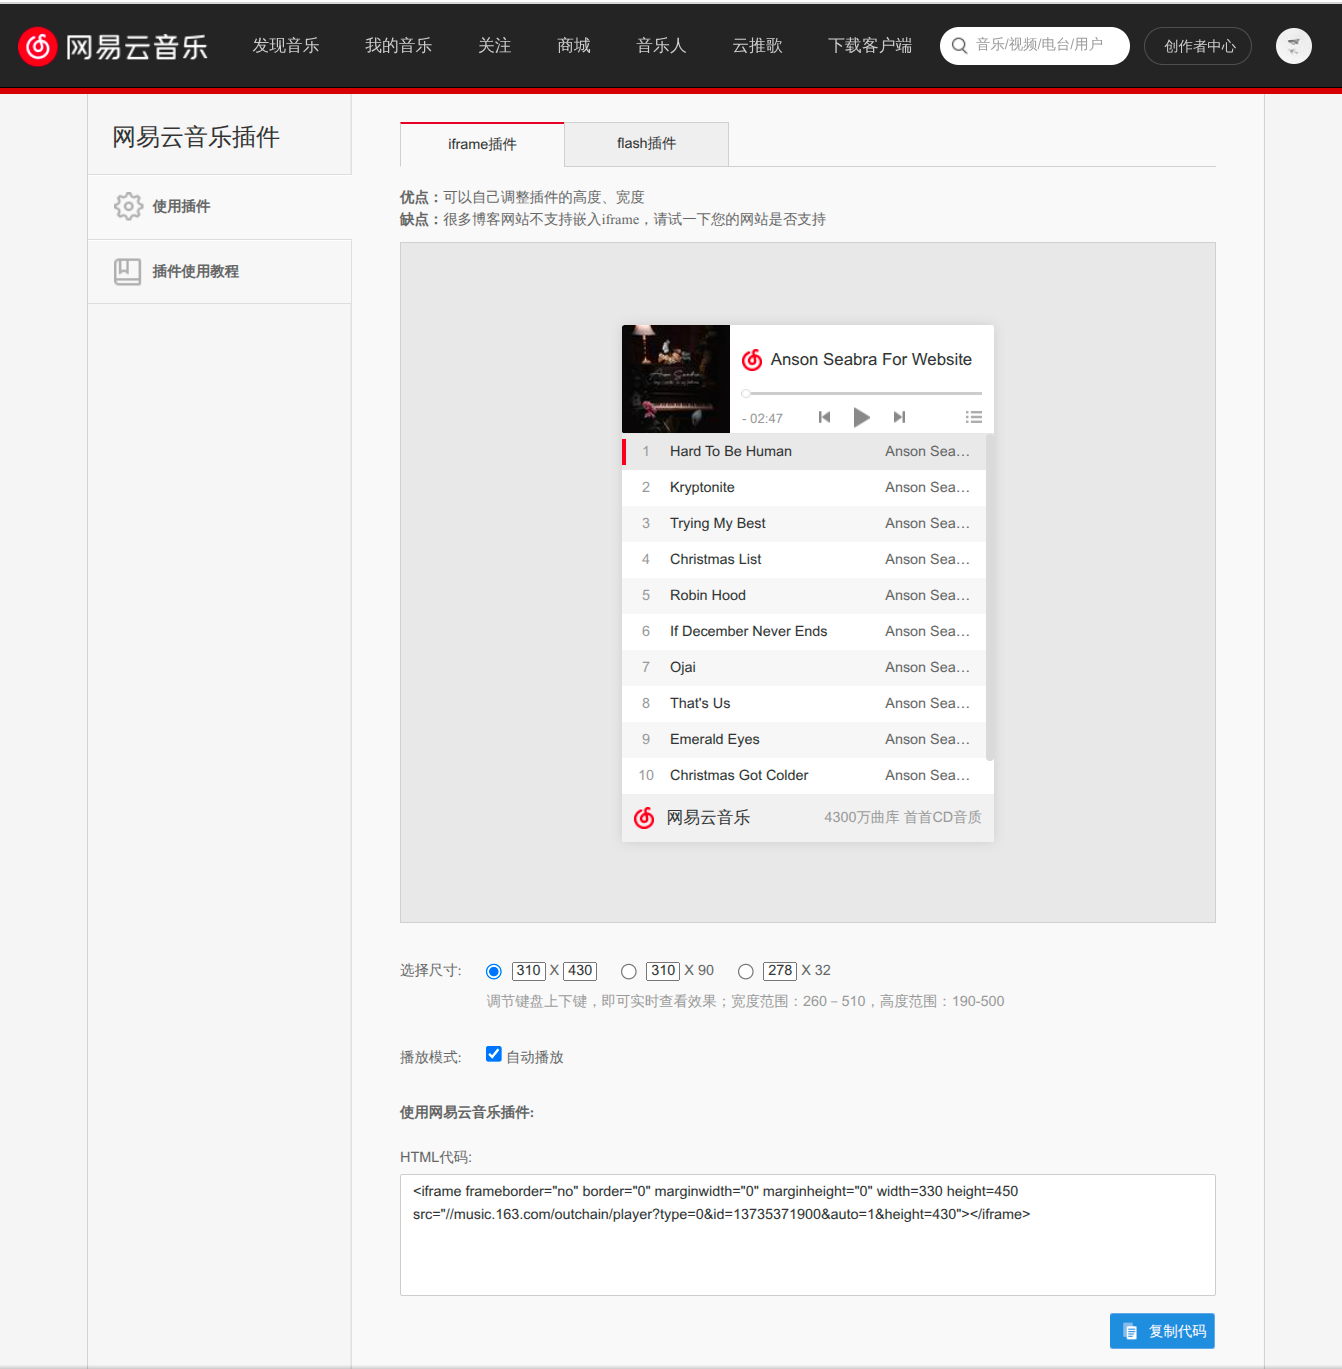 网易云音乐 发现音乐 我的音乐 关注 商城 音乐人 云推歌 下载客户端 音乐/视频/电台/用户 创作者中心
网易云音乐插件
使用插件
插件使用教程
iframe插件 flash插件
优点：可以自己调整插件的高度、宽度
缺点：很多博客网站不支持嵌入iframe，请试一下您的网站是否支持
Anson Seabra For Website
- 02:47
1 Hard To Be Human Anson Sea...
2 Kryptonite Anson Sea...
3 Trying My Best Anson Sea...
4 Christmas List Anson Sea...
5 Robin Hood Anson Sea...
6 If December Never Ends Anson Sea...
7 Ojai Anson Sea...
8 That's Us Anson Sea...
9 Emerald Eyes Anson Sea...
10 Christmas Got Colder Anson Sea...
网易云音乐 4300万曲库 首首CD音质
选择尺寸: 310 X 430 310 X 90 278 X 32
调节键盘上下键，即可实时查看效果；宽度范围：260－510，高度范围：190-500
播放模式: 自动播放
使用网易云音乐插件:
HTML代码:
<iframe frameborder="no" border="0" marginwidth="0" marginheight="0" width=330 height=450
src="//music.163.com/outchain/player?type=0&id=13735371900&auto=1&height=430"></iframe>
复制代码